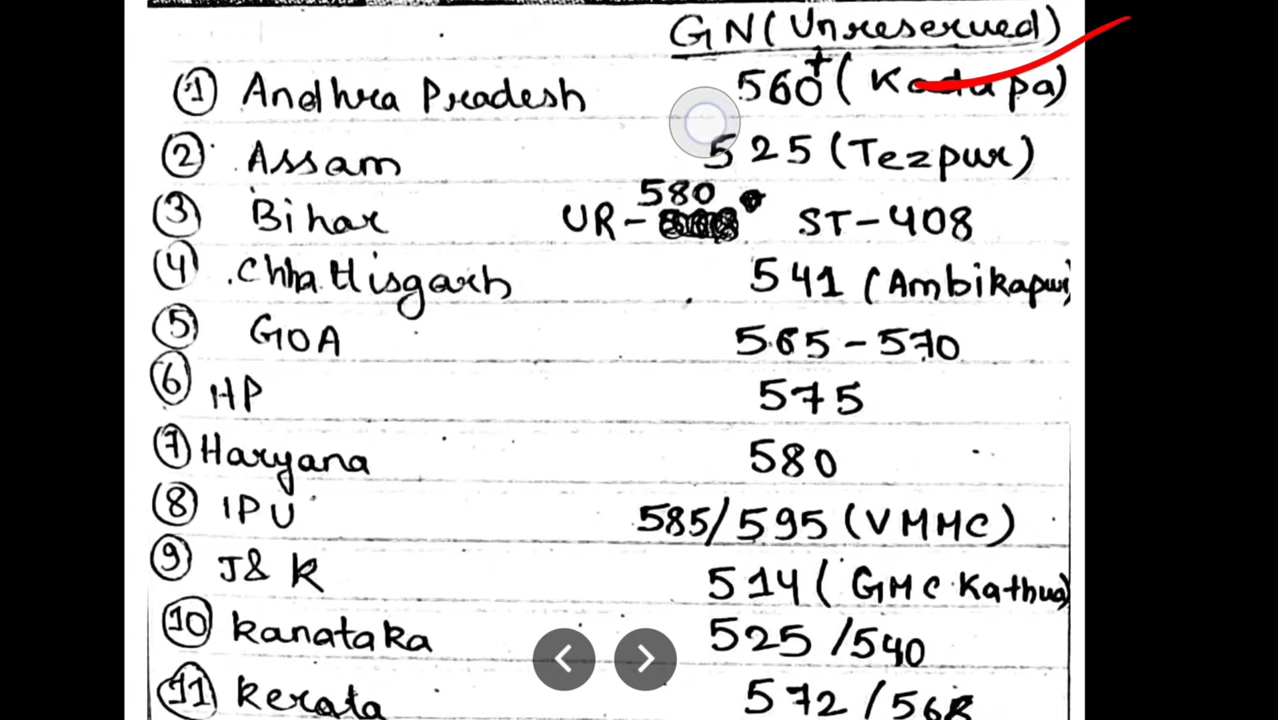 GN (Unreserved)
① Andhra Pradesh 560+ ( Kadapa)
② Assam 525 (Tezpur)
③ Bihar UR - 580 ST - 408
④ Chhattisgarh 541 (Ambikapur)
⑤ GOA 565 - 570
⑥ HP 575
⑦ Haryana 580
⑧ IPU 585/595 (VMMC)
⑨ J& K 514 ( GMC Kathua)
⑩ Kanataka 525 /540
⑪ Kerata 572 / 568